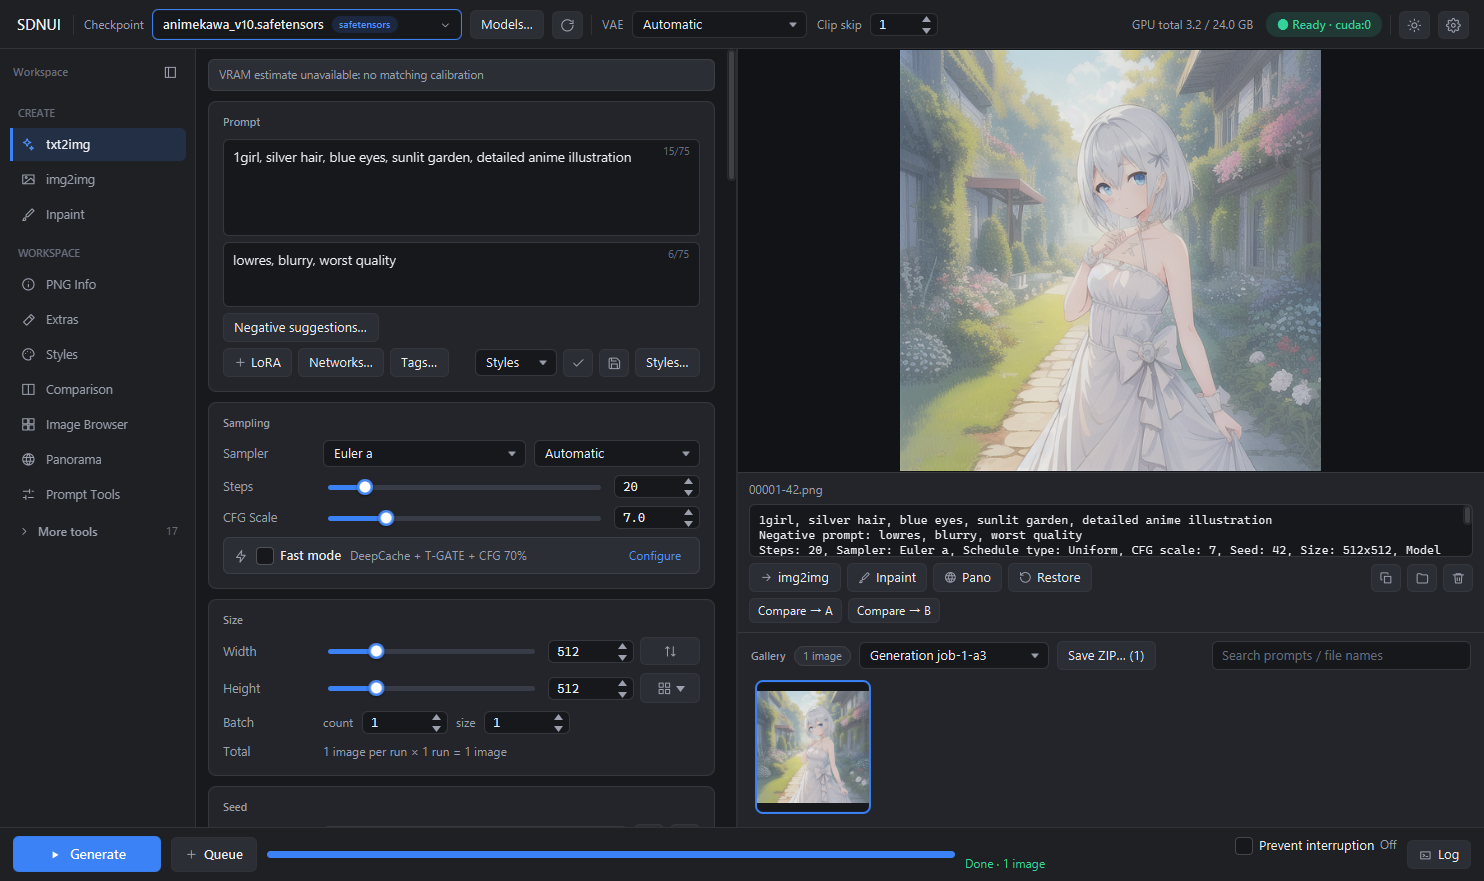 SDNUI
Checkpoint
animekawa_v10.safetensors
safetensors
Models...
VAE
Automatic
Clip skip
1
GPU total 3.2 / 24.0 GB
Ready · cuda:0
Workspace
CREATE
txt2img
img2img
Inpaint
WORKSPACE
PNG Info
Extras
Styles
Comparison
Image Browser
Panorama
Prompt Tools
More tools
17
VRAM estimate unavailable: no matching calibration
Prompt
1girl, silver hair, blue eyes, sunlit garden, detailed anime illustration
15/75
lowres, blurry, worst quality
6/75
Negative suggestions...
+ LoRA
Networks...
Tags...
Styles
Styles...
Sampling
Sampler
Euler a
Automatic
Steps
20
CFG Scale
7.0
Fast mode
DeepCache + T-GATE + CFG 70%
Configure
Size
Width
512
Height
512
Batch
count
1
size
1
Total
1 image per run × 1 run = 1 image
Seed
00001-42.png
1girl, silver hair, blue eyes, sunlit garden, detailed anime illustration
Negative prompt: lowres, blurry, worst quality
Steps: 20, Sampler: Euler a, Schedule type: Uniform, CFG scale: 7, Seed: 42, Size: 512x512, Model
→ img2img
Inpaint
Pano
Restore
Compare → A
Compare → B
Gallery
1 image
Generation job-1-a3
Save ZIP... (1)
Search prompts / file names
Generate
+ Queue
Done · 1 image
Prevent interruption
Off
Log